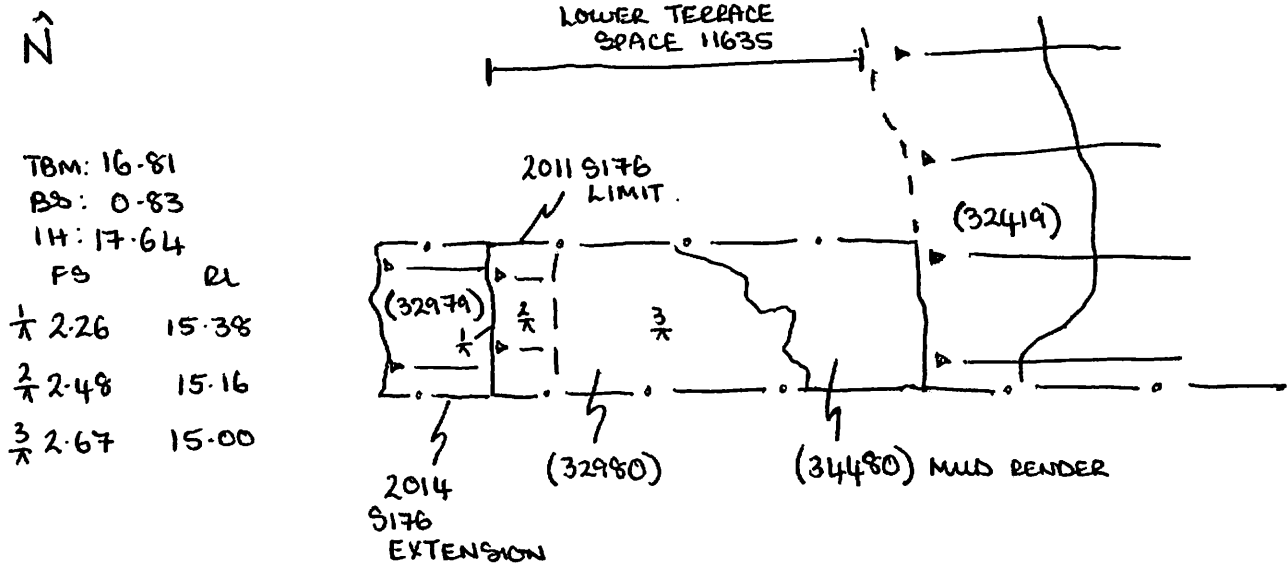 N
LOWER TERRACE
SPACE 11635
TBM: 16.81
BS: 0.83
IH: 17.64
FS RL
1 2.26 15.38
2 2.48 15.16
3 2.67 15.00
2011 S176
LIMIT.
(32419)
(32979)
1
2
3
(32980)
(34480) MUD RENDER
2014
S176
EXTENSION